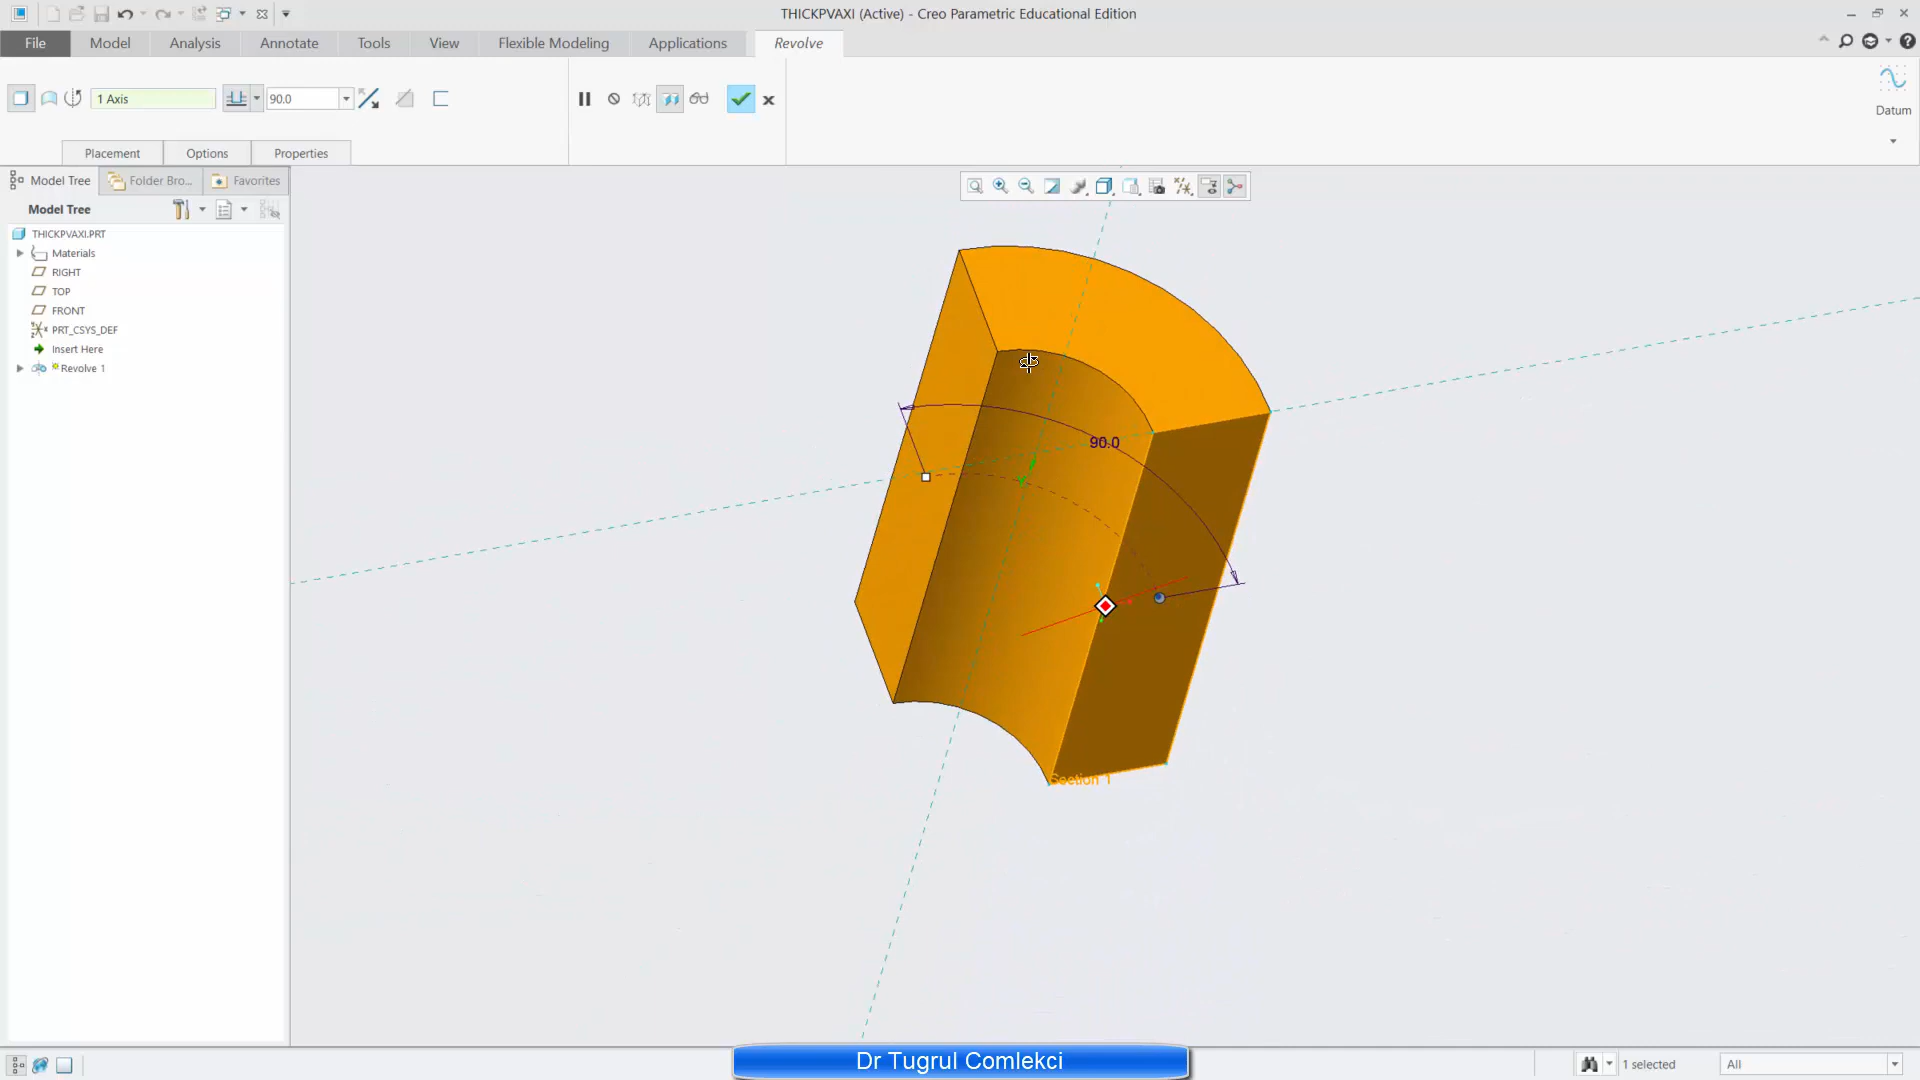 THICKPVAXI (Active) - Creo Parametric Educational Edition
File Model Analysis Annotate Tools View Flexible Modeling Applications Revolve
1 Axis 90.0
Datum
Placement Options Properties
Model Tree Folder Bro... Favorites
Model Tree
THICKPVAXI.PRT
Materials
RIGHT
TOP
FRONT
PRT_CSYS_DEF
Insert Here
Revolve 1
90.0
Section 1
Dr Tugrul Comlekci
1 selected All